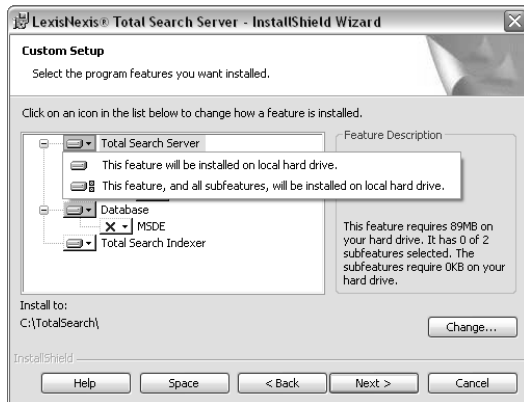 LexisNexis® Total Search Server - InstallShield Wizard
Custom Setup
Select the program features you want installed.
Click on an icon in the list below to change how a feature is installed.
Total Search Server
Feature Description
This feature will be installed on local hard drive.
This feature, and all subfeatures, will be installed on local hard drive.
Database
MSDE
Total Search Indexer
This feature requires 89MB on
your hard drive. It has 0 of 2
subfeatures selected. The
subfeatures require 0KB on your
hard drive.
Install to:
C:\TotalSearch\
Change...
InstallShield
Help
Space
< Back
Next >
Cancel